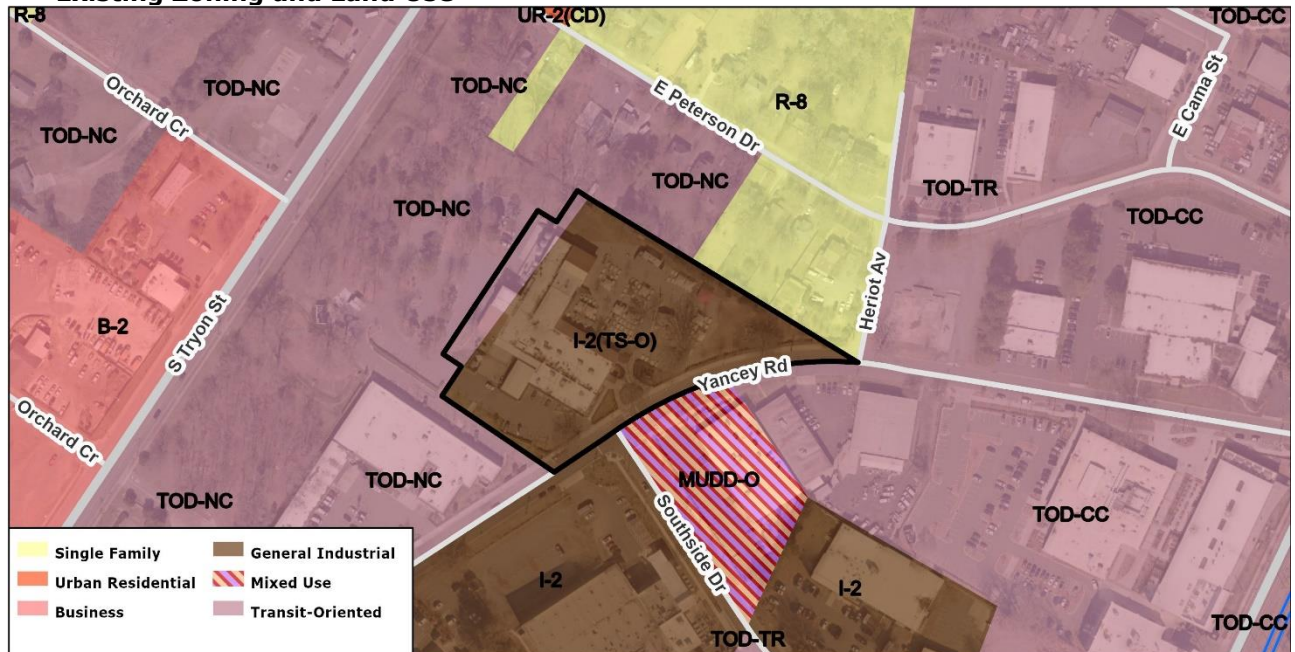 Existing Zoning and Land Use
R-8
UR-2(CD)
TOD-CC
TOD-NC
TOD-NC
Orchard Cr
E Peterson Dr
R-8
E Cama St
TOD-NC
TOD-NC
TOD-TR
TOD-NC
TOD-CC
Heriot Av
B-2
S Tryon St
I-2(TS-O)
Yancey Rd
Orchard Cr
TOD-NC
TOD-NC
MUDD-O
Southside Dr
TOD-CC
I-2
I-2
TOD-TR
TOD-CC
Single Family
General Industrial
Urban Residential
Mixed Use
Business
Transit-Oriented